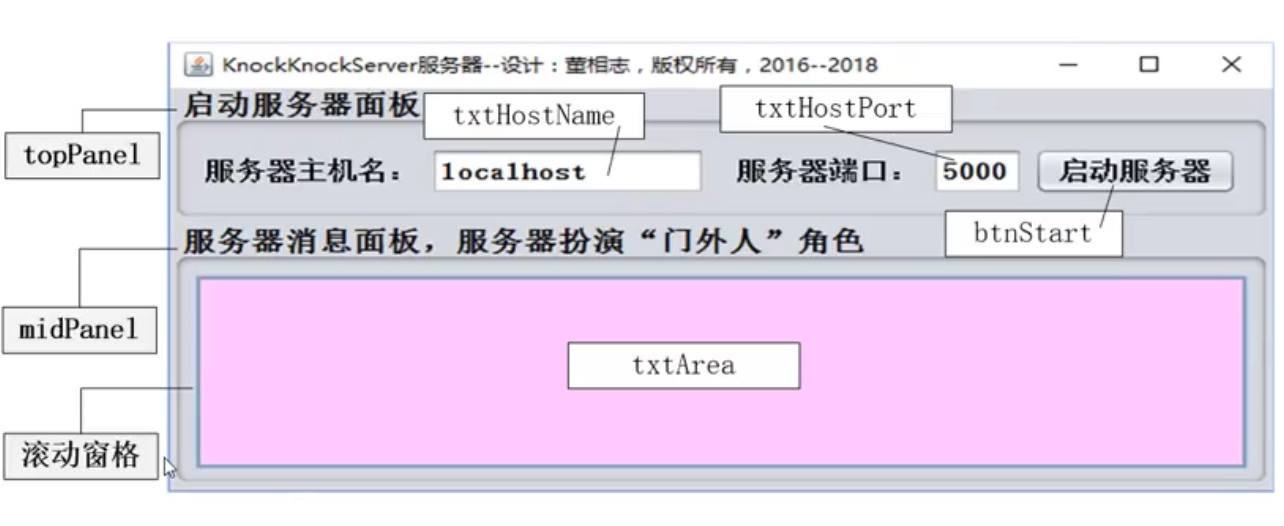 KnockKnockServer服务器--设计：董相志，版权所有，2016--2018
启动服务器面板
txtHostName
txtHostPort
topPanel
服务器主机名：
localhost
服务器端口：
5000
启动服务器
btnStart
服务器消息面板，服务器扮演“门外人”角色
midPanel
txtArea
滚动窗格